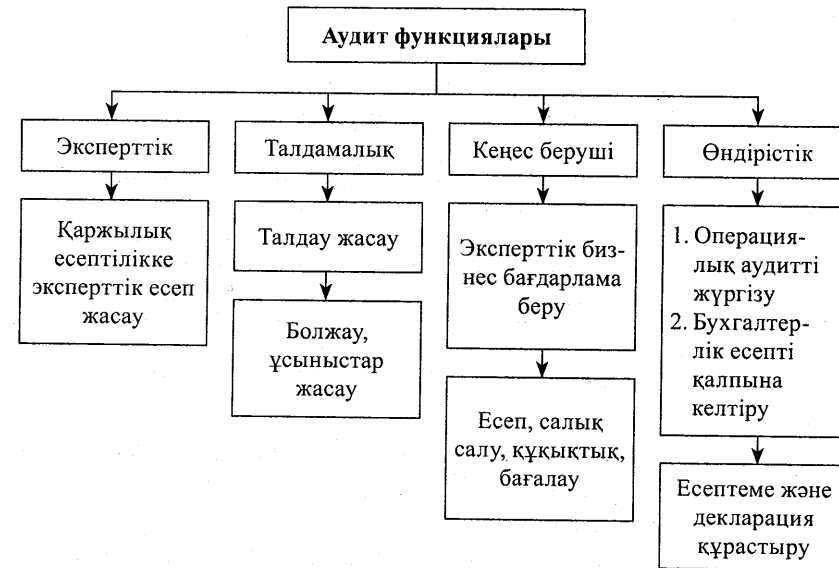 Аудит функциялары
Эксперттік
Талдамалық
Кеңес беруші
Өндірістік
Қаржылық
есептілікке
эксперттік есеп
жасау
Талдау жасау
Болжау,
ұсыныстар
жасау
Эксперттік биз-
нес бағдарлама
беру
Есеп, салық
салу, құқықтық,
бағалау
1. Операция-
лық аудитті
жүргізу
2. Бухгалтер-
лік есепті
қалпына
келтіру
Есептеме және
декларация
құрастыру